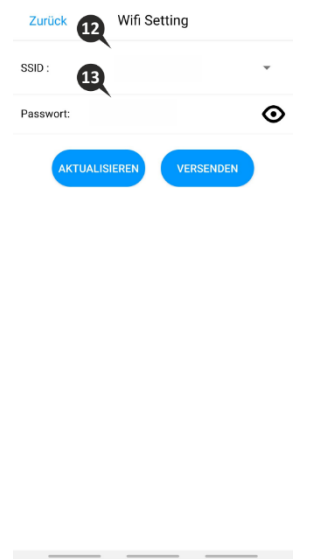 Zurück 12 Wifi Setting
SSID :
13
Passwort:
AKTUALISIEREN VERSENDEN